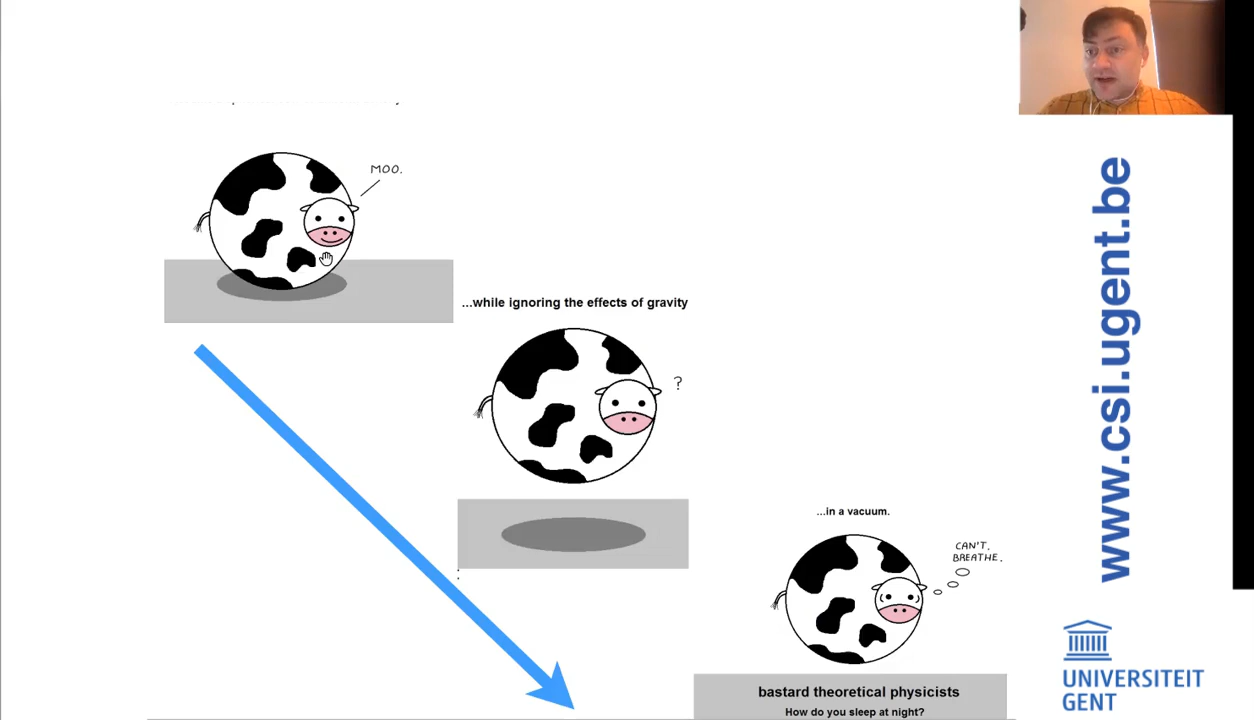 MOO.
...while ignoring the effects of gravity
?
...in a vacuum.
CAN'T.
BREATHE.
bastard theoretical physicists
How do you sleep at night?
www.csi.ugent.be
UNIVERSITEIT
GENT